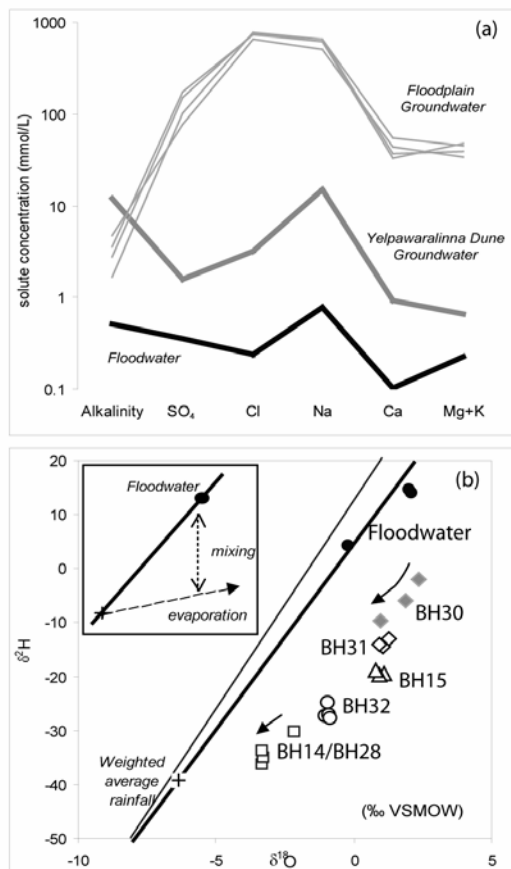 (a)
1000
100
10
1
0.1
solute concentration (mmol/L)
Floodplain
Groundwater
Yelpawaralinna Dune
Groundwater
Floodwater
Alkalinity SO₄ Cl Na Ca Mg+K
(b)
20
10
0
-10
-20
-30
-40
-50
δ²H
Floodwater
mixing
evaporation
Floodwater
BH30
BH31
BH15
BH32
BH14/BH28
Weighted
average
rainfall
(‰ VSMOW)
-10 -5 0 5
δ¹⁸O